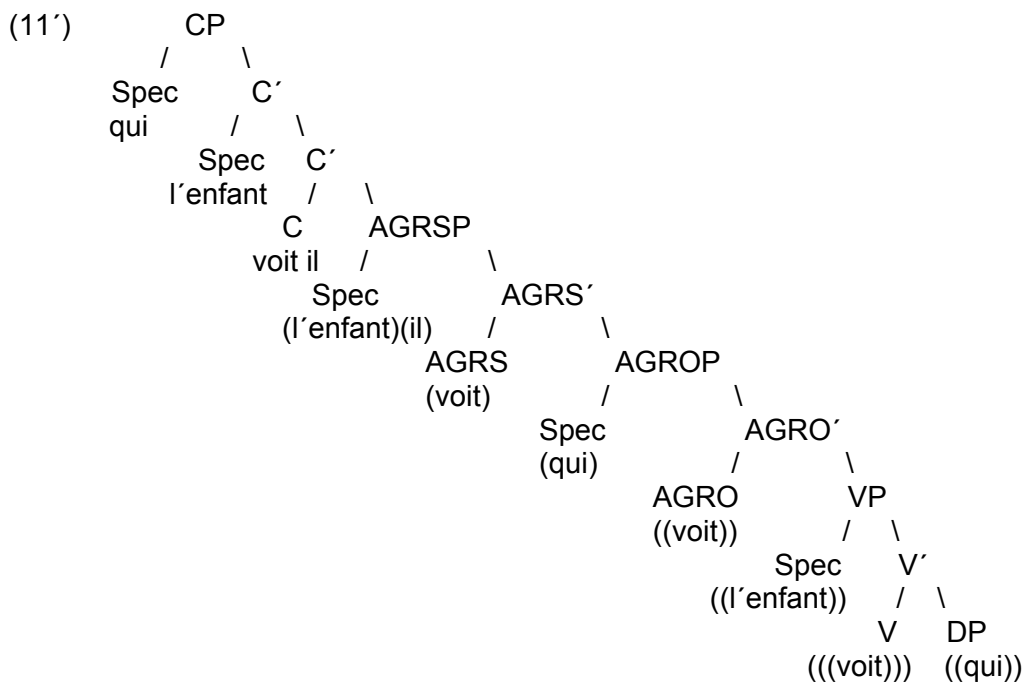 (11´) CP
/ \
Spec C´
qui / \
Spec C´
l´enfant / \
C AGRSP
voit il / \
Spec AGRS´
(l´enfant)(il) / \
AGRS AGROP
(voit) / \
Spec AGRO´
(qui) / \
AGRO VP
((voit)) / \
Spec V´
((l´enfant)) / \
V DP
(((voit))) ((qui))